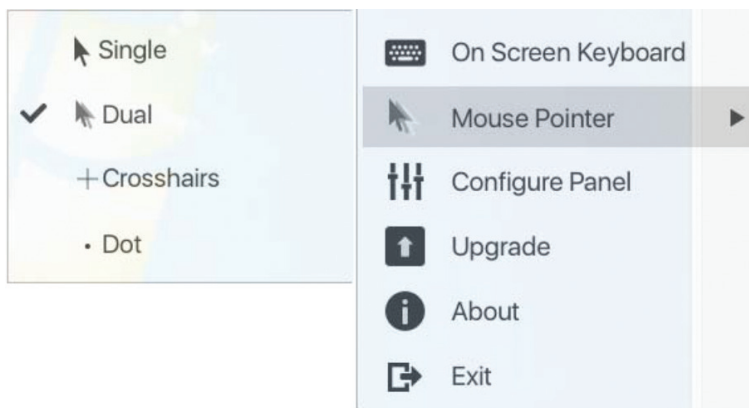 Single
Dual
Crosshairs
Dot
On Screen Keyboard
Mouse Pointer
Configure Panel
Upgrade
About
Exit